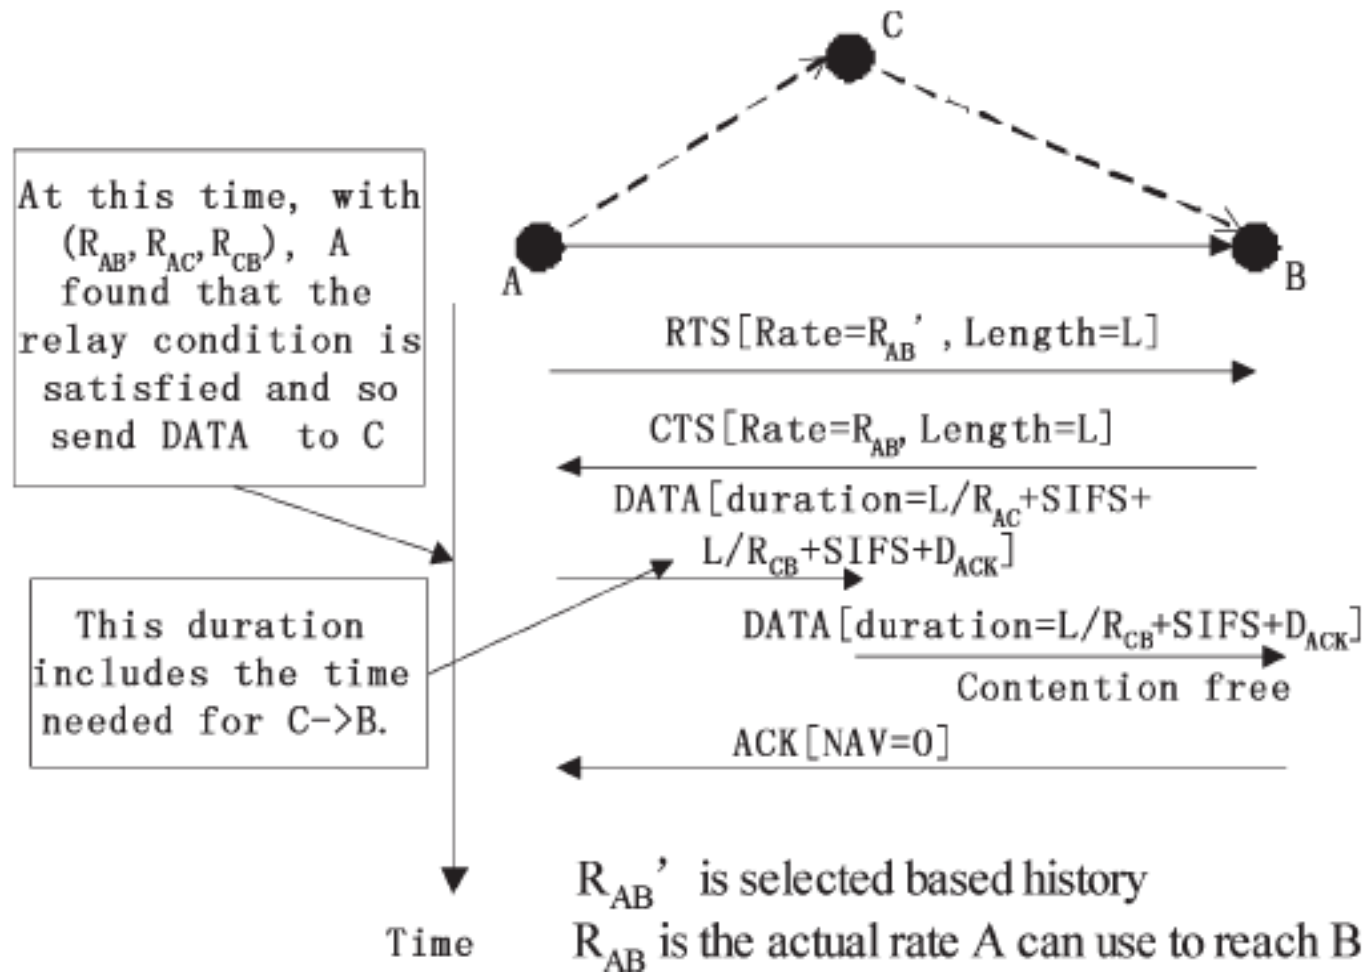 C
At this time, with
(R_AB, R_AC, R_CB), A
found that the
relay condition is
satisfied and so
send DATA to C
A
B
RTS[Rate=R_AB', Length=L]
CTS[Rate=R_AB, Length=L]
DATA[duration=L/R_AC+SIFS+
L/R_CB+SIFS+D_ACK]
This duration
includes the time
needed for C->B.
DATA[duration=L/R_CB+SIFS+D_ACK]
Contention free
ACK[NAV=0]
R_AB' is selected based history
Time
R_AB is the actual rate A can use to reach B